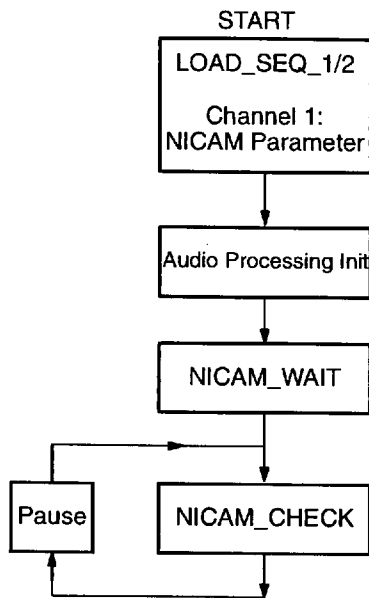 START
LOAD_SEQ_1/2
Channel 1:
NICAM Parameter
Audio Processing Init
NICAM_WAIT
Pause
NICAM_CHECK